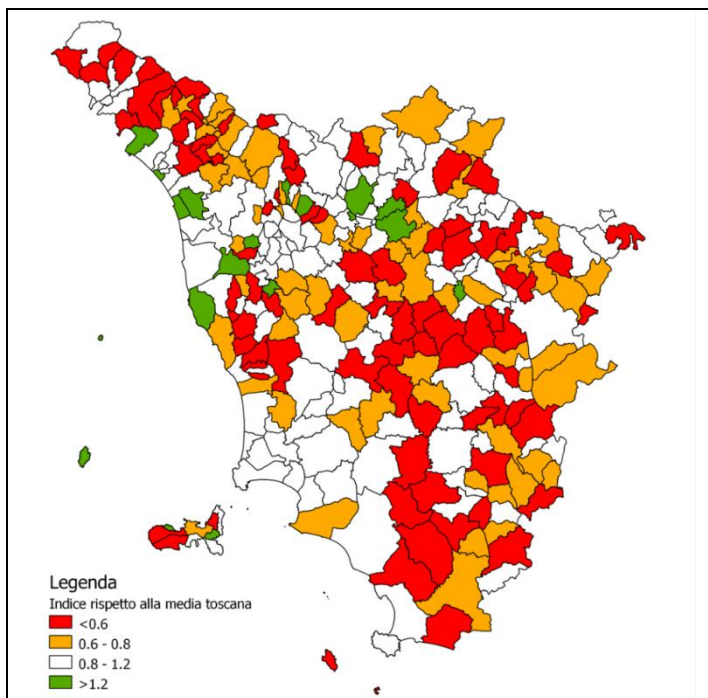 Legenda
Indice rispetto alla media toscana
<0.6
0.6 - 0.8
0.8 - 1.2
>1.2